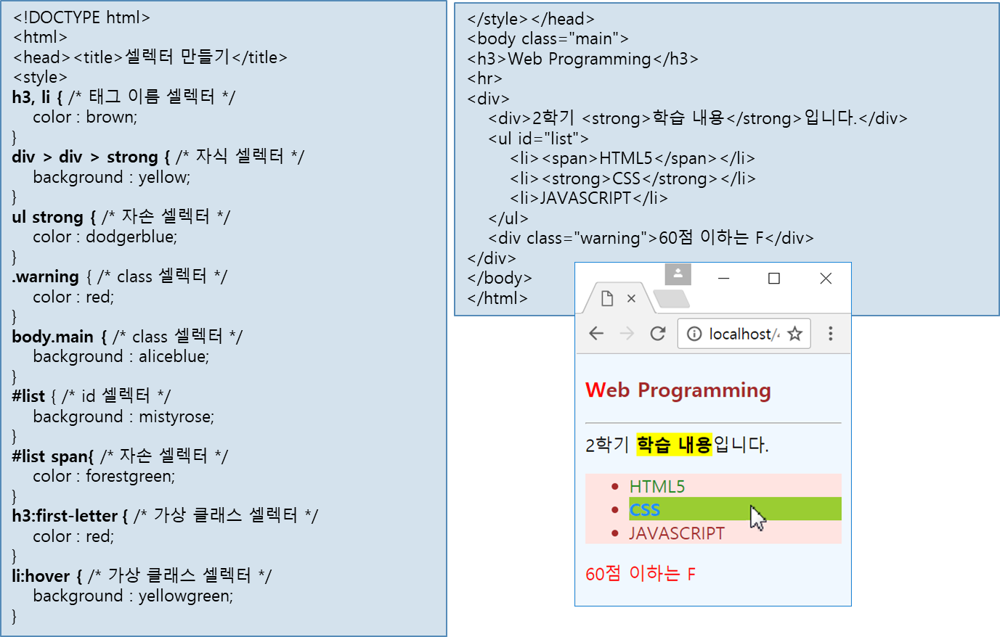 <!DOCTYPE html>
<html>
<head><title>셀렉터 만들기</title>
<style>
h3, li { /* 태그 이름 셀렉터 */
color : brown;
}
div > div > strong { /* 자식 셀렉터 */
background : yellow;
}
ul strong { /* 자손 셀렉터 */
color : dodgerblue;
}
.warning { /* class 셀렉터 */
color : red;
}
body.main { /* class 셀렉터 */
background : aliceblue;
}
#list { /* id 셀렉터 */
background : mistyrose;
}
#list span{ /* 자손 셀렉터 */
color : forestgreen;
}
h3:first-letter { /* 가상 클래스 셀렉터 */
color : red;
}
li:hover { /* 가상 클래스 셀렉터 */
background : yellowgreen;
}
</style></head>
<body class="main">
<h3>Web Programming</h3>
<hr>
<div>
<div>2학기 <strong>학습 내용</strong>입니다.</div>
<ul id="list">
<li><span>HTML5</span></li>
<li><strong>CSS</strong></li>
<li>JAVASCRIPT</li>
</ul>
<div class="warning">60점 이하는 F</div>
</div>
</body>
</html>
localhost/
Web Programming
2학기 학습 내용입니다.
• HTML5
• CSS
• JAVASCRIPT
60점 이하는 F